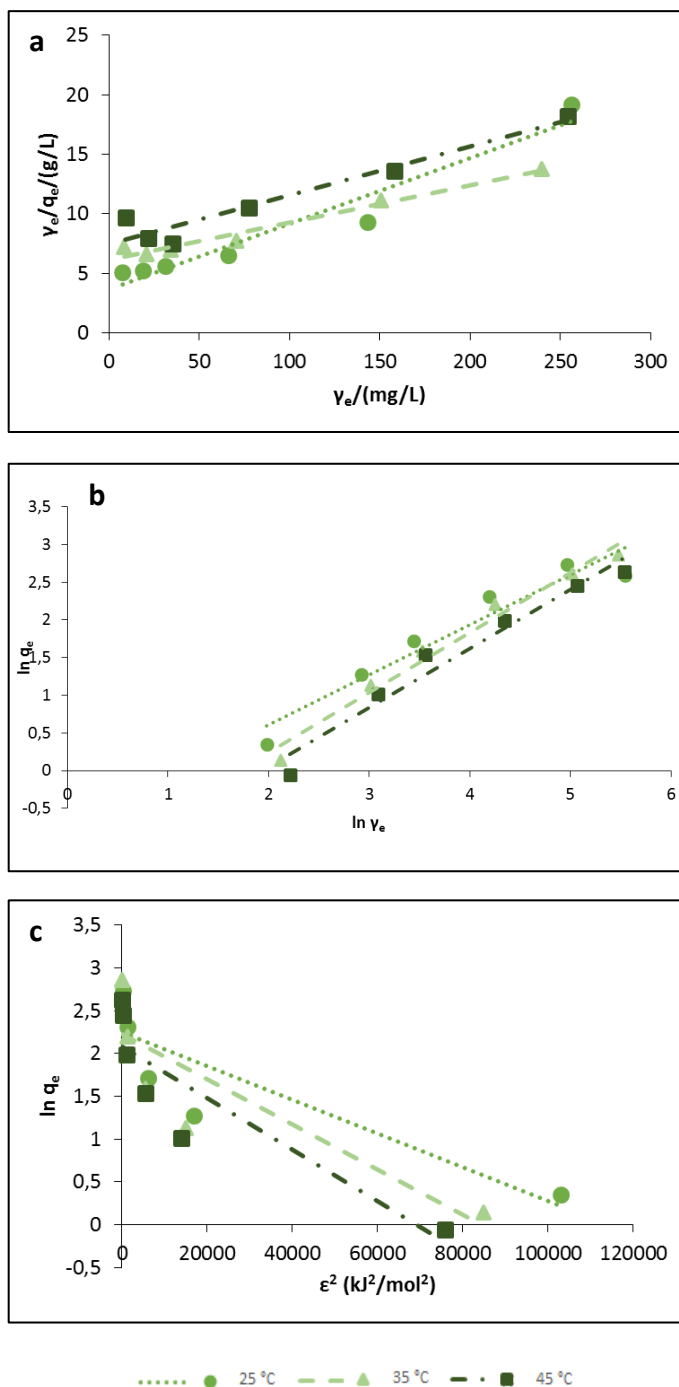 a
25
20
15
10
5
0
γe/qe/(g/L)
0 50 100 150 200 250 300
γe/(mg/L)
b
3,5
3
2,5
2
1,5
1
0,5
0
-0,5
ln qe
0 1 2 3 4 5 6
ln γe
c
3,5
3
2,5
2
1,5
1
0,5
0
-0,5
ln qe
0 20000 40000 60000 80000 100000 120000
ε² (kJ²/mol²)
25 ⁰C 35 ⁰C 45 ⁰C